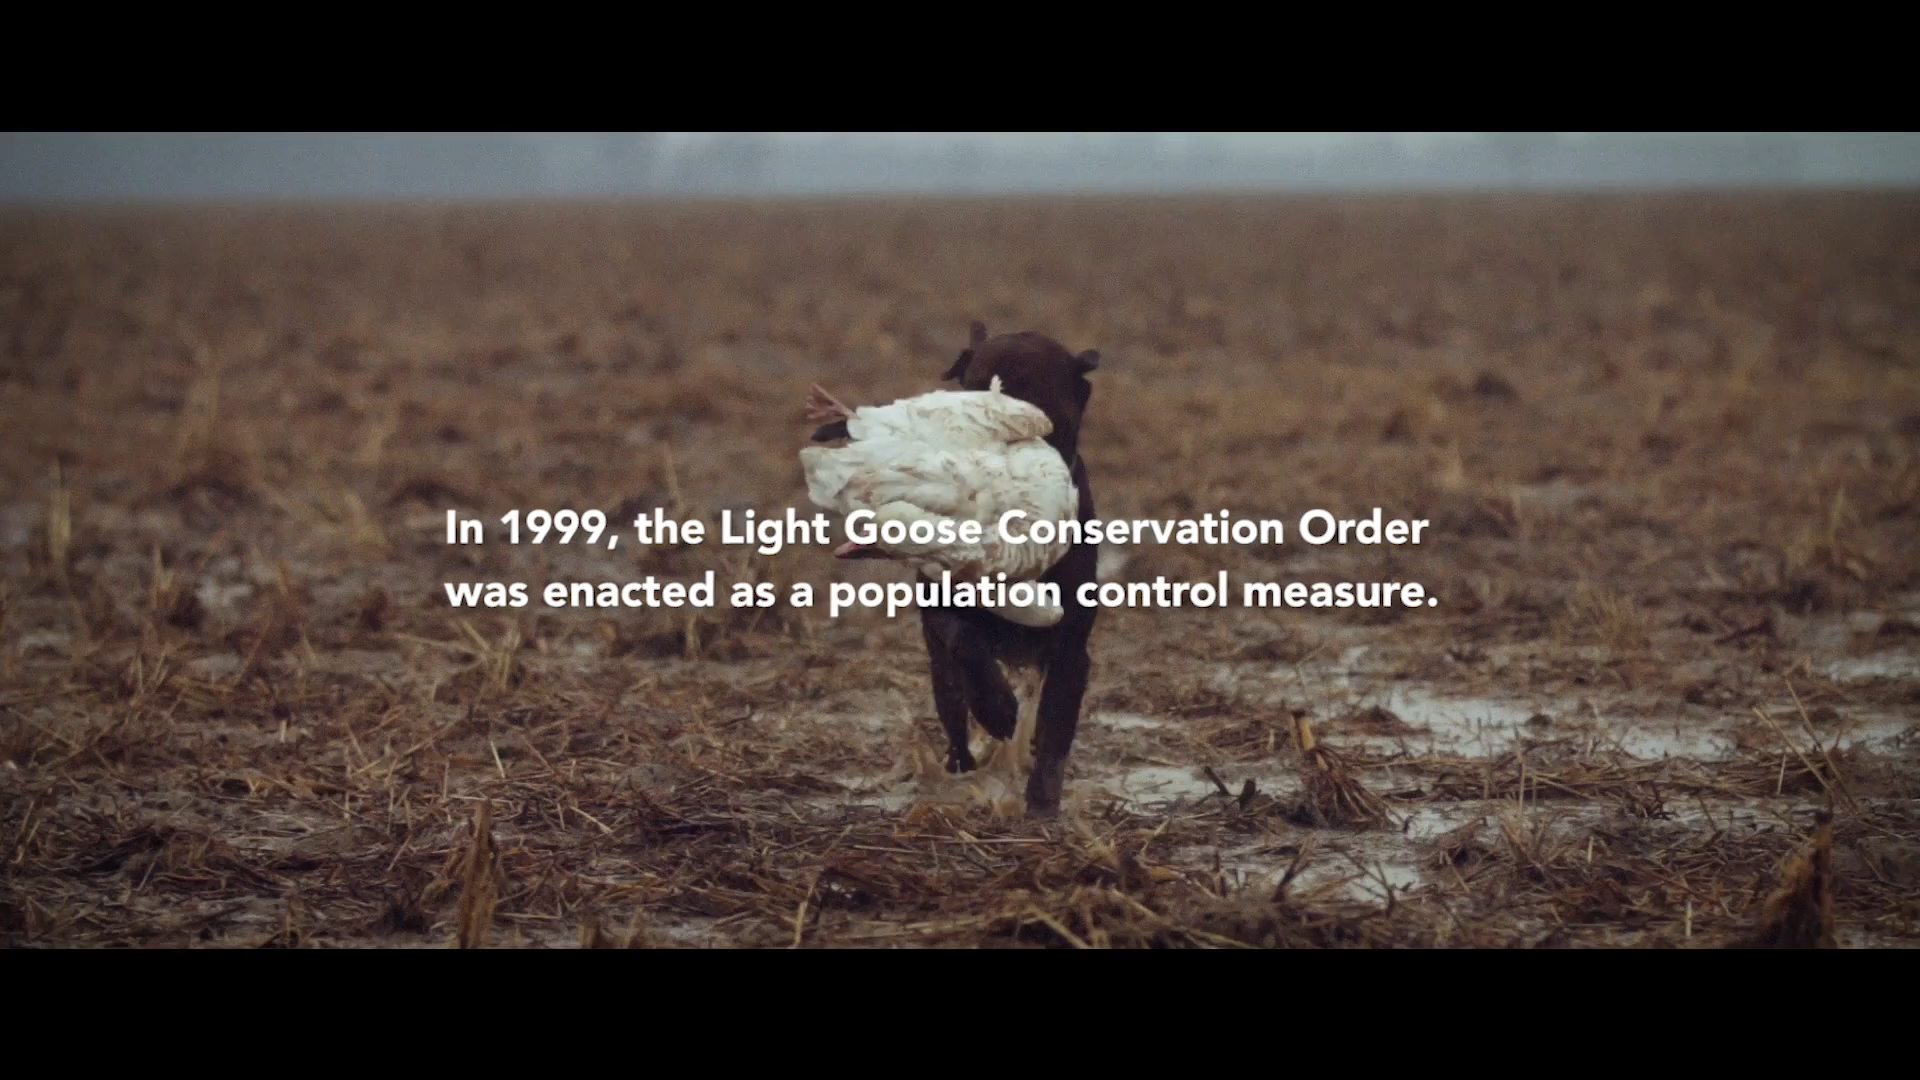 In 1999, the Light Goose Conservation Order
was enacted as a population control measure.